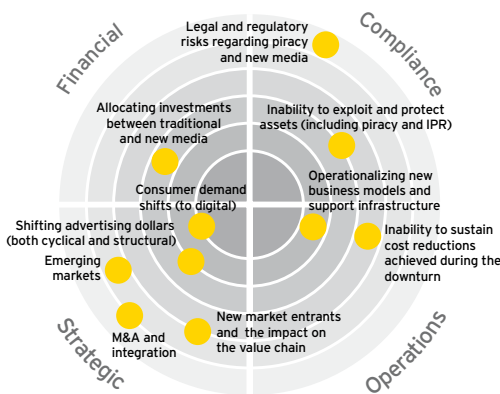 Financial
Compliance
Legal and regulatory
risks regarding piracy
and new media
Allocating investments
between traditional
and new media
Inability to exploit and protect
assets (including piracy and IPR)
Consumer demand
shifts (to digital)
Operationalizing new
business models and
support infrastructure
Shifting advertising dollars
(both cyclical and structural)
Inability to sustain
cost reductions
achieved during the
downturn
Emerging
markets
M&A and
integration
New market entrants
and the impact on
the value chain
Strategic
Operations